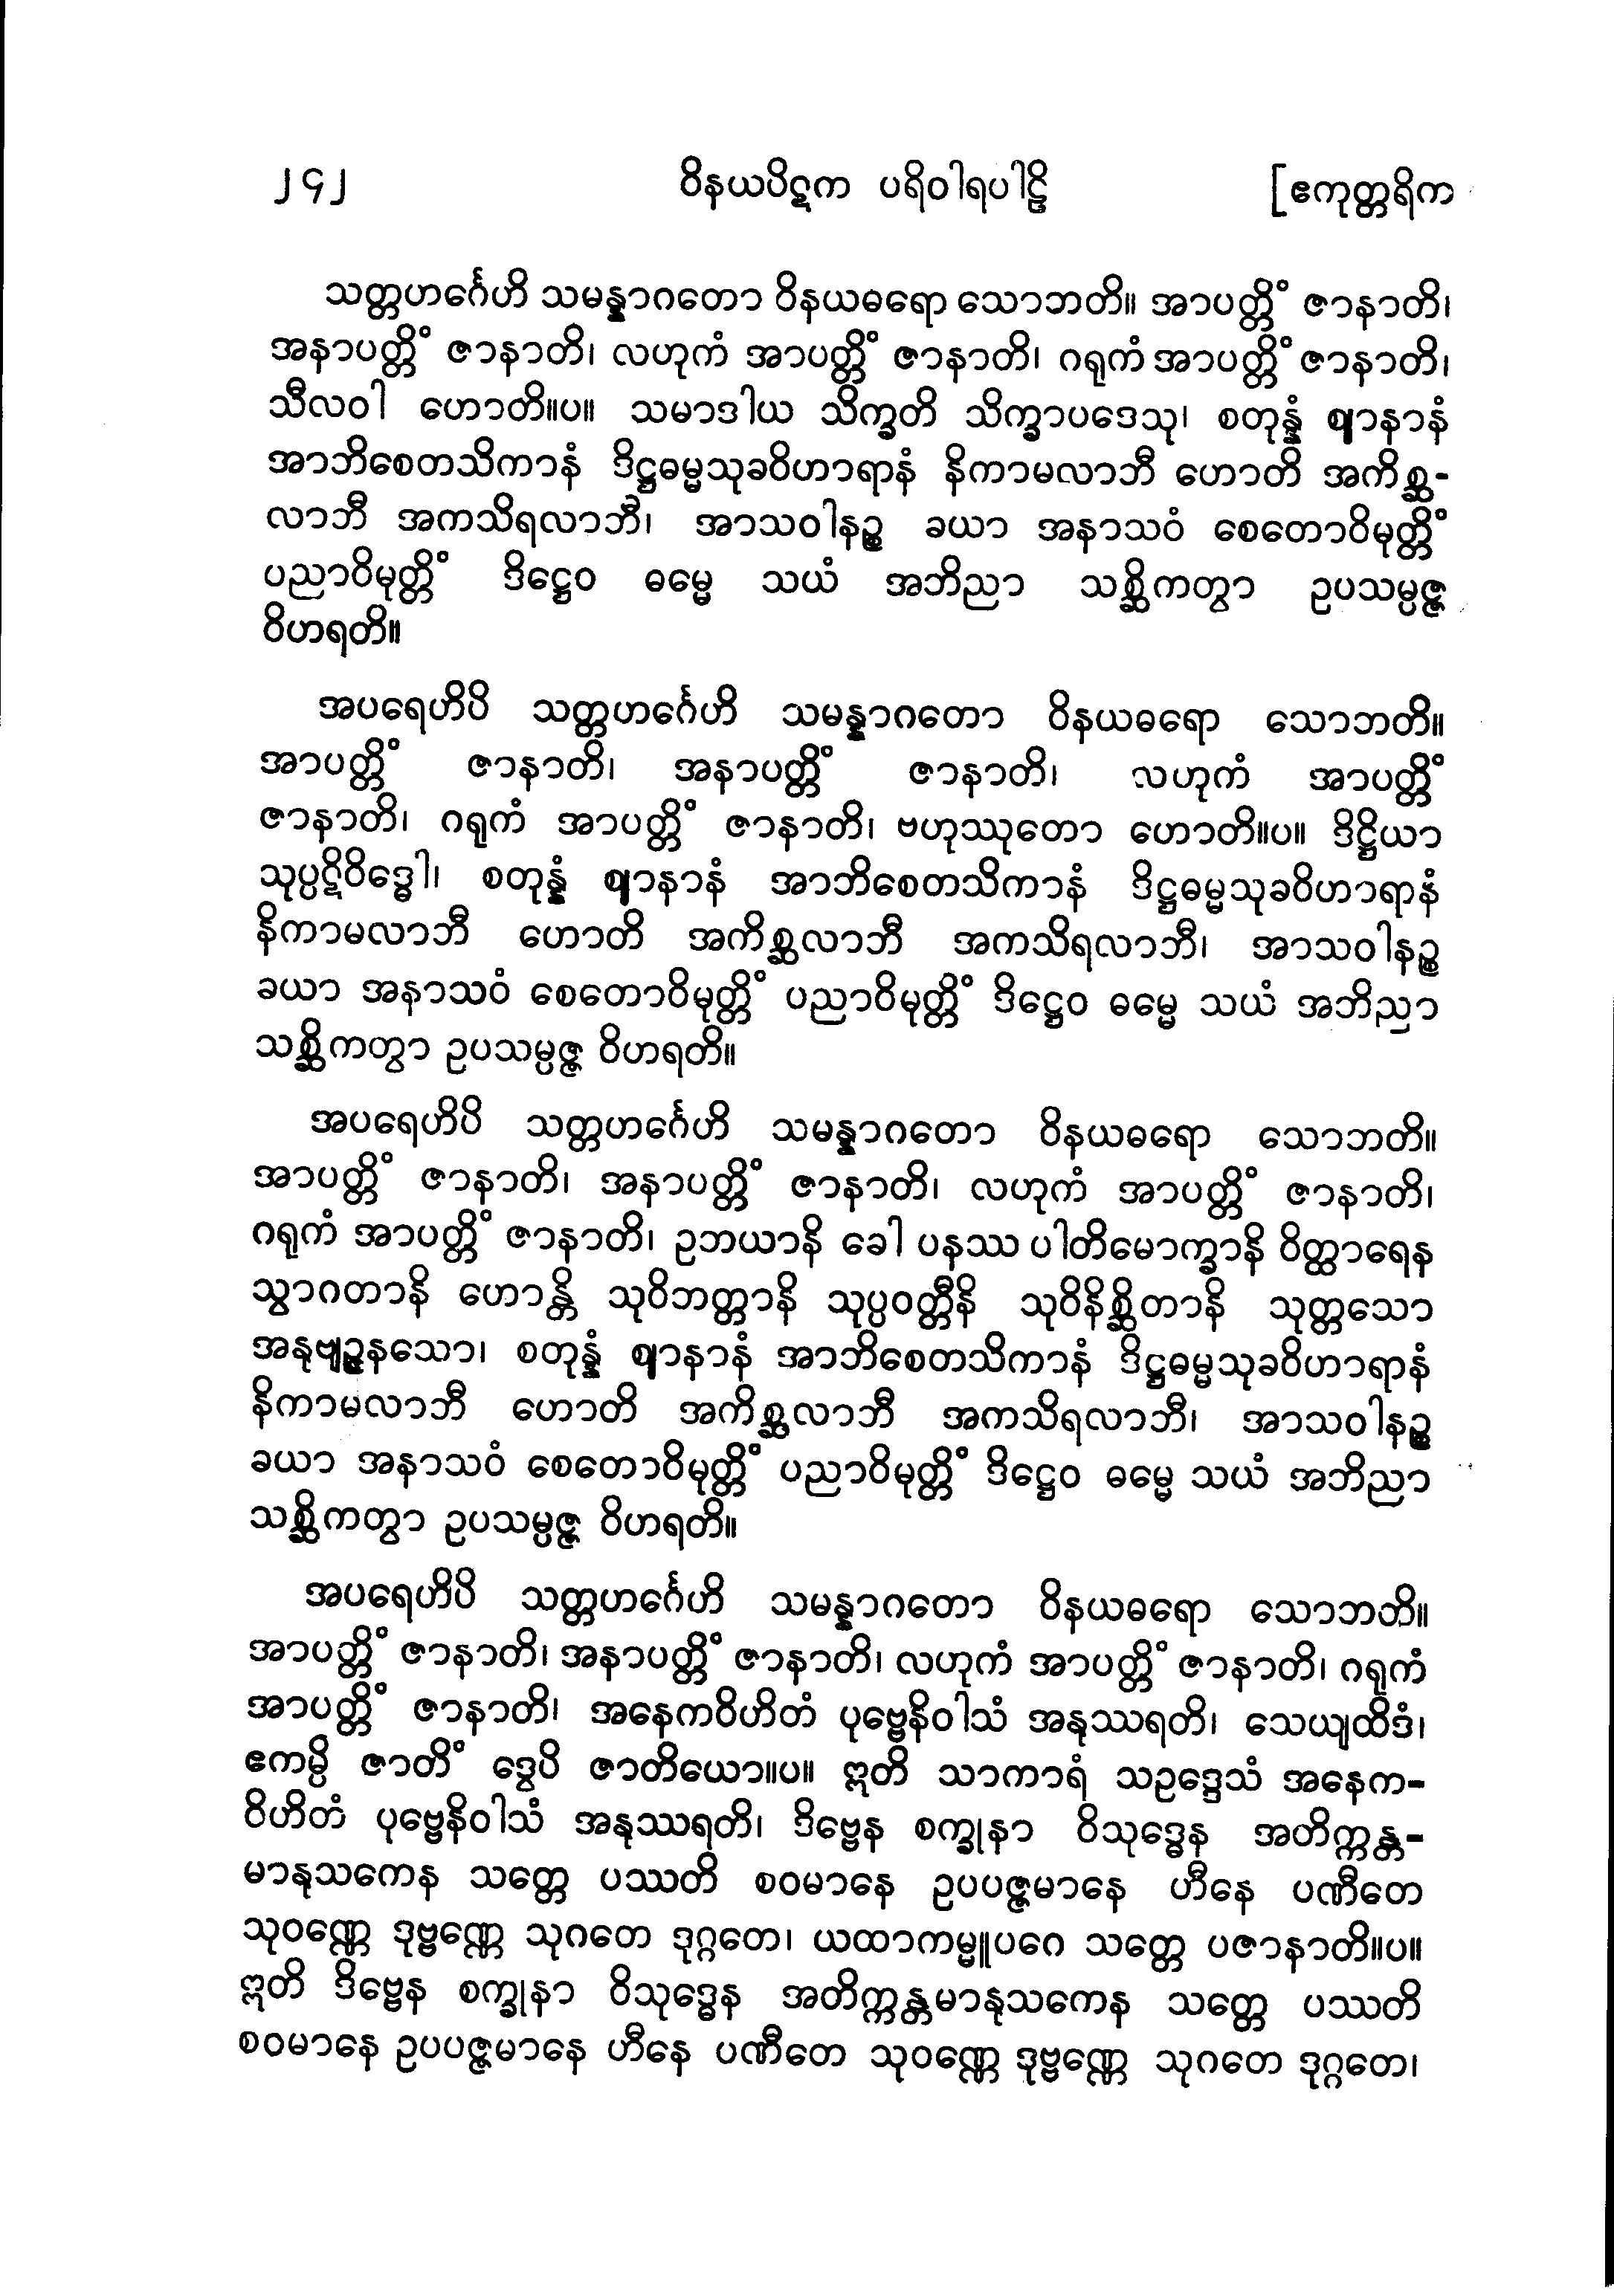 ၂၄၂ ဝိနယပိဋက ပရိဝါရပါဠိ [ဧကုတ္တရိက
သတ္တဟင်္ဂေဟိ သမန္နာဂတော ဝိနယဓရော သောဘတိ။ အာပတ္တိံ ဇာနာတိ၊
အနာပတ္တိံ ဇာနာတိ၊ လဟုကံ အာပတ္တိံ ဇာနာတိ၊ ဂရုကံ အာပတ္တိံ ဇာနာတိ၊
သီလဝါ ဟောတိ။ပ။ သမာဒါယ သိက္ခတိ သိက္ခာပဒေသု၊ စတုန္နံ ဈာနာနံ
အာဘိစေတသိကာနံ ဒိဋ္ဌဓမ္မသုခဝိဟာရာနံ နိကာမလာဘီ ဟောတိ အကိစ္ဆ-
လာဘီ အကသိရလာဘီ၊ အာသဝါနဉ္စ ခယာ အနာသဝံ စေတောဝိမုတ္တိံ
ပညာဝိမုတ္တိံ ဒိဋ္ဌေဝ ဓမ္မေ သယံ အဘိညာ သစ္ဆိကတွာ ဥပသမ္ပဇ္ဇ
ဝိဟရတိ။
အပရေဟိပိ သတ္တဟင်္ဂေဟိ သမန္နာဂတော ဝိနယဓရော သောဘတိ။
အာပတ္တိံ ဇာနာတိ၊ အနာပတ္တိံ ဇာနာတိ၊ လဟုကံ အာပတ္တိံ
ဇာနာတိ၊ ဂရုကံ အာပတ္တိံ ဇာနာတိ၊ ဗဟုဿုတော ဟောတိ။ပ။ ဒိဋ္ဌိယာ
သုပ္ပဋိဝိဒ္ဓေါ၊ စတုန္နံ ဈာနာနံ အာဘိစေတသိကာနံ ဒိဋ္ဌဓမ္မသုခဝိဟာရာနံ
နိကာမလာဘီ ဟောတိ အကိစ္ဆလာဘီ အကသိရလာဘီ၊ အာသဝါနဉ္စ
ခယာ အနာသဝံ စေတောဝိမုတ္တိံ ပညာဝိမုတ္တိံ ဒိဋ္ဌေဝ ဓမ္မေ သယံ အဘိညာ
သစ္ဆိကတွာ ဥပသမ္ပဇ္ဇ ဝိဟရတိ။
အပရေဟိပိ သတ္တဟင်္ဂေဟိ သမန္နာဂတော ဝိနယဓရော သောဘတိ။
အာပတ္တိံ ဇာနာတိ၊ အနာပတ္တိံ ဇာနာတိ၊ လဟုကံ အာပတ္တိံ ဇာနာတိ၊
ဂရုကံ အာပတ္တိံ ဇာနာတိ၊ ဥဘယာနိ ခေါ ပနဿ ပါတိမောက္ခာနိ ဝိတ္ထာရေန
သွာဂတာနိ ဟောန္တိ သုဝိဘတ္တာနိ သုပ္ပဝတ္တီနိ သုဝိနိစ္ဆိတာနိ သုတ္တသော
အနုဗျဉ္ဇနသော၊ စတုန္နံ ဈာနာနံ အာဘိစေတသိကာနံ ဒိဋ္ဌဓမ္မသုခဝိဟာရာနံ
နိကာမလာဘီ ဟောတိ အကိစ္ဆလာဘီ အကသိရလာဘီ၊ အာသဝါနဉ္စ
ခယာ အနာသဝံ စေတောဝိမုတ္တိံ ပညာဝိမုတ္တိံ ဒိဋ္ဌေဝ ဓမ္မေ သယံ အဘိညာ
သစ္ဆိကတွာ ဥပသမ္ပဇ္ဇ ဝိဟရတိ။
အပရေဟိပိ သတ္တဟင်္ဂေဟိ သမန္နာဂတော ဝိနယဓရော သောဘတိ။
အာပတ္တိံ ဇာနာတိ၊ အနာပတ္တိံ ဇာနာတိ၊ လဟုကံ အာပတ္တိံ ဇာနာတိ၊ ဂရုကံ
အာပတ္တိံ ဇာနာတိ၊ အနေကဝိဟိတံ ပုဗ္ဗေနိဝါသံ အနုဿရတိ၊ သေယျထိဒံ၊
ဧကမ္ပိ ဇာတိံ ဒွေပိ ဇာတိယော။ပ။ ဣတိ သာကာရံ သဥဒ္ဒေသံ အနေက-
ဝိဟိတံ ပုဗ္ဗေနိဝါသံ အနုဿရတိ၊ ဒိဗ္ဗေန စက္ခုနာ ဝိသုဒ္ဓေန အတိက္ကန္တ-
မာနုသကေန သတ္တေ ပဿတိ စဝမာနေ ဥပပဇ္ဇမာနေ ဟီနေ ပဏီတေ
သုဝဏ္ဏေ ဒုဗ္ဗဏ္ဏေ သုဂတေ ဒုဂ္ဂတေ၊ ယထာကမ္မူပဂေ သတ္တေ ပဇာနာတိ။ပ။
ဣတိ ဒိဗ္ဗေန စက္ခုနာ ဝိသုဒ္ဓေန အတိက္ကန္တမာနုသကေန သတ္တေ ပဿတိ
စဝမာနေ ဥပပဇ္ဇမာနေ ဟီနေ ပဏီတေ သုဝဏ္ဏေ ဒုဗ္ဗဏ္ဏေ သုဂတေ ဒုဂ္ဂတေ၊